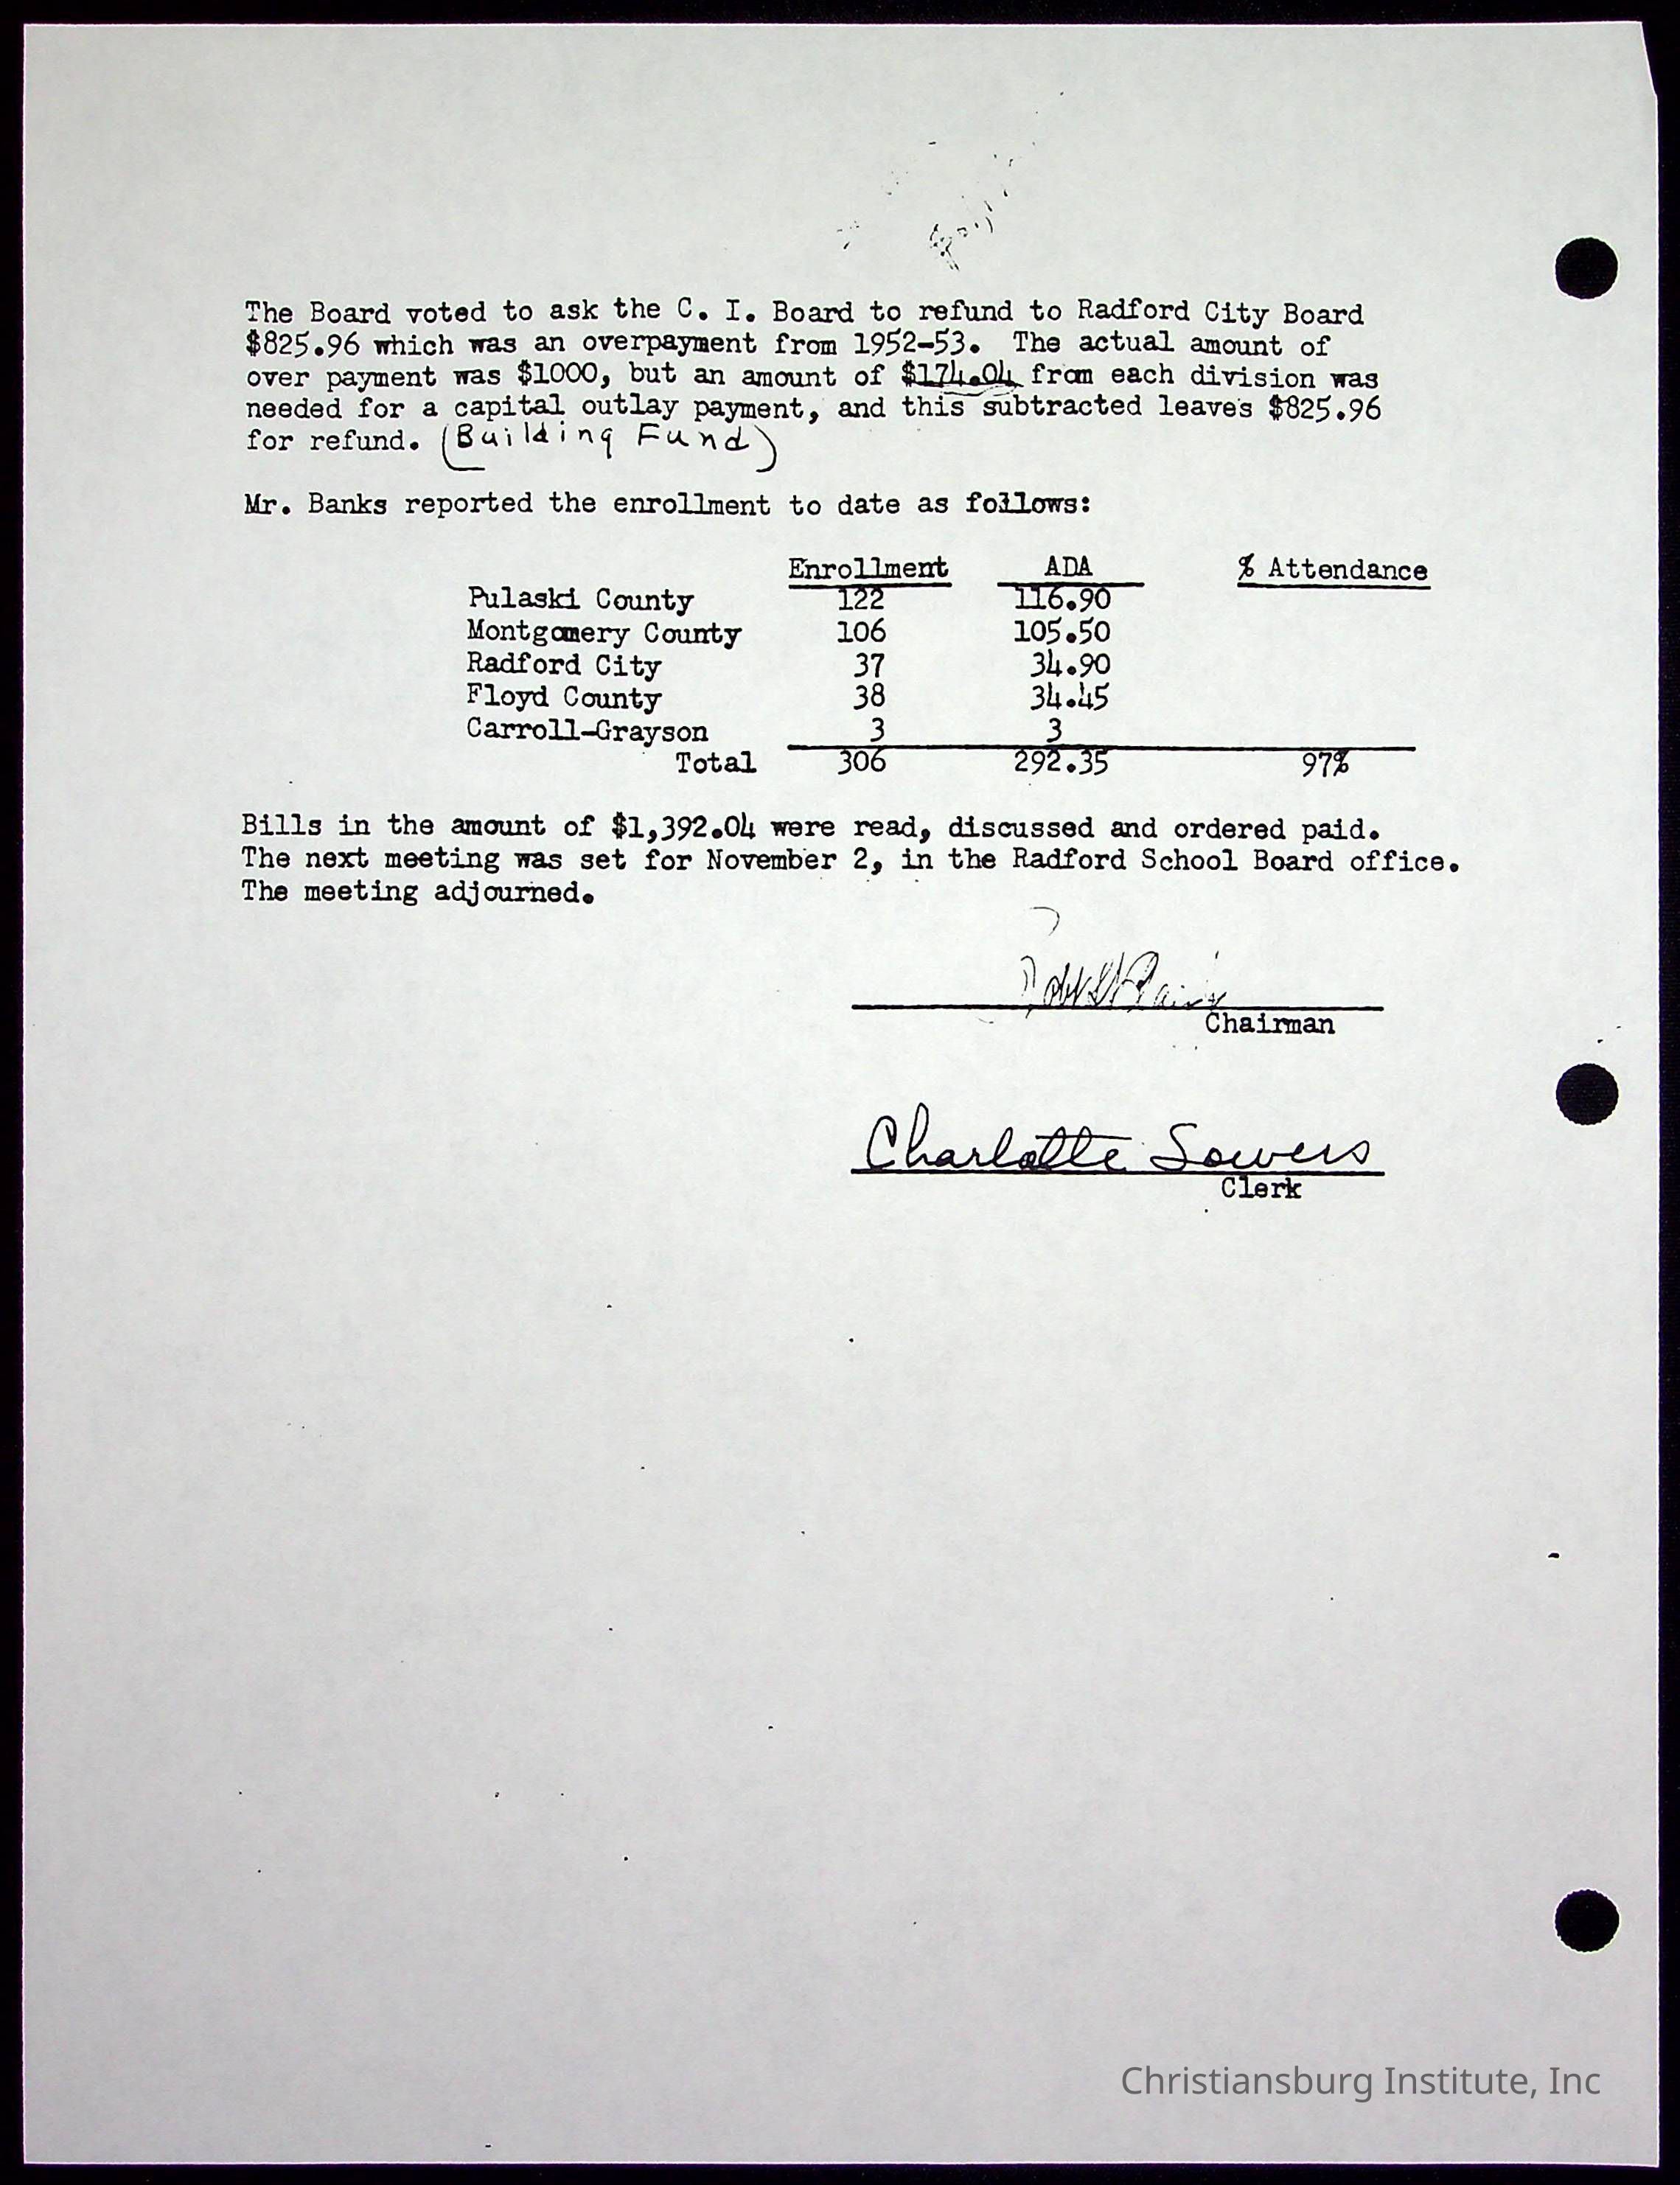 The Board voted to ask the C. I. Board to refund to Radford City Board
$825.96 which was an overpayment from 1952-53. The actual amount of
over payment was $1000, but an amount of $174.04 from each division was
needed for a capital outlay payment, and this subtracted leaves $825.96
for refund. (Building Fund)
Mr. Banks reported the enrollment to date as follows:
Enrollment ADA % Attendance
Pulaski County 122 116.90
Montgomery County 106 105.50
Radford City 37 34.90
Floyd County 38 34.45
Carroll-Grayson 3 3
Total 306 292.35 97%
Bills in the amount of $1,392.04 were read, discussed and ordered paid.
The next meeting was set for November 2, in the Radford School Board office.
The meeting adjourned.
Chairman
Charlotte Sowers
Clerk
Christiansburg Institute, Inc